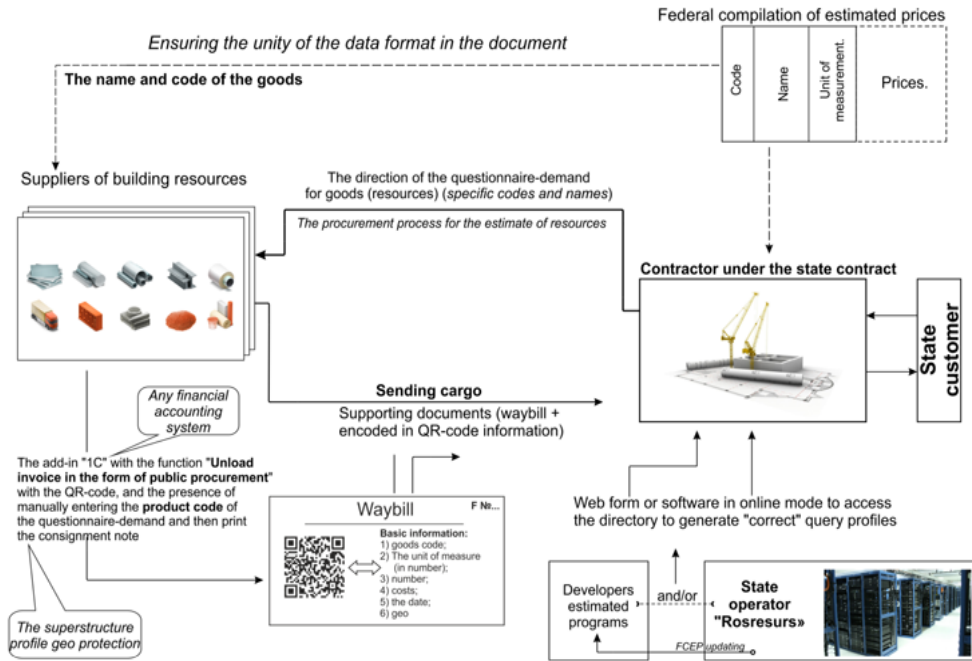 Federal compilation of estimated prices
Ensuring the unity of the data format in the document
The name and code of the goods
Code
Name
Unit of
measurement.
Prices.
Suppliers of building resources
The direction of the questionnaire-demand
for goods (resources) (specific codes and names)
The procurement process for the estimate of resources
Contractor under the state contract
State
customer
Sending cargo
Supporting documents (waybill +
encoded in QR-code information)
Any financial
accounting
system
The add-in "1C" with the function "Unload
invoice in the form of public procurement"
with the QR-code, and the presence of
manually entering the product code of
the questionnaire-demand and then print
the consignment note
The superstructure
profile geo protection
Waybill
F №...
Basic information:
1) goods code;
2) The unit of measure
(in number);
3) number;
4) costs;
5) the date;
6) geo
Web form or software in online mode to access
the directory to generate "correct" query profiles
Developers
estimated
programs
and/or
State
operator
"Rosresurs»
FCEP updating